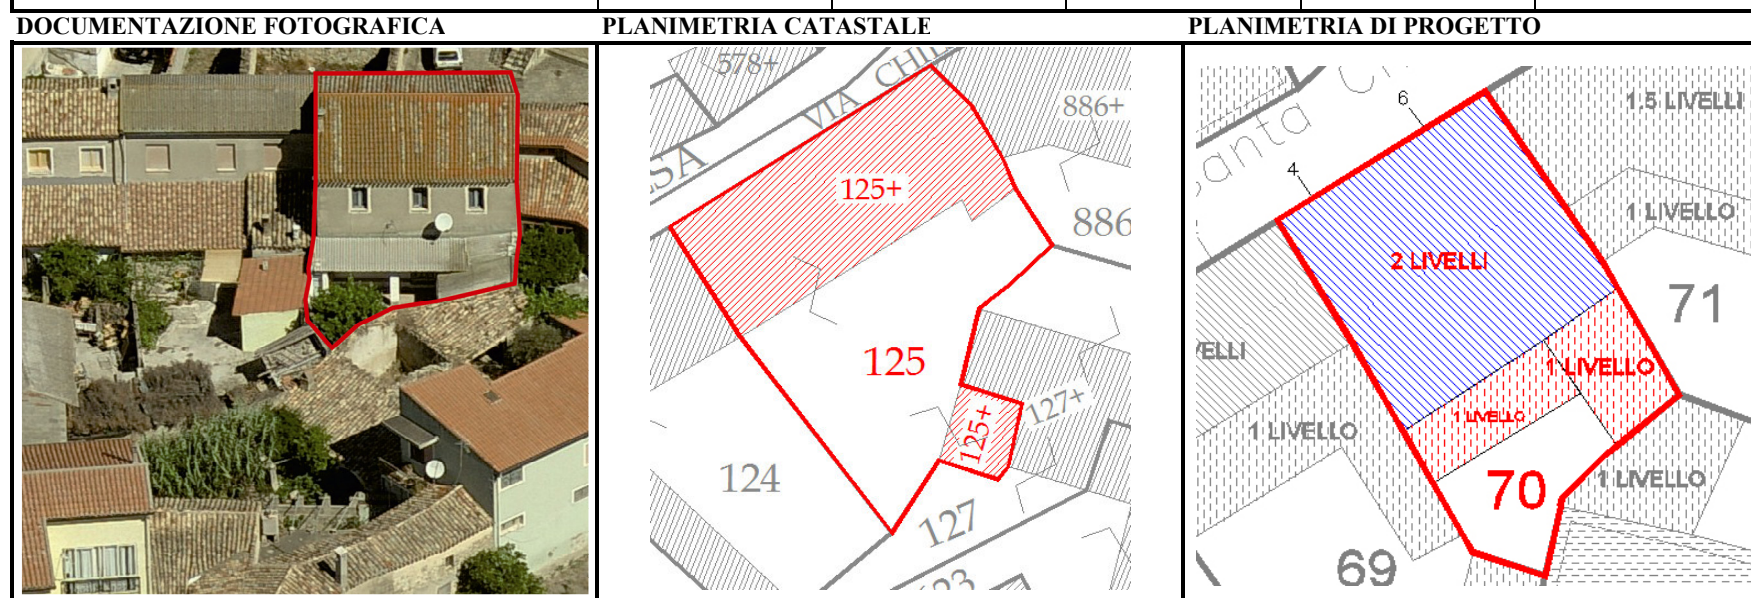 DOCUMENTAZIONE FOTOGRAFICA
PLANIMETRIA CATASTALE
PLANIMETRIA DI PROGETTO
578+
VIA
886+
125+
886
125
125+
127+
124
127
6
4
anta
1.5 LIVELLI
1 LIVELLO
2 LIVELLI
71
1 LIVELLO
1 LIVELLO
1 LIVELLO
70
1 LIVELLO
69